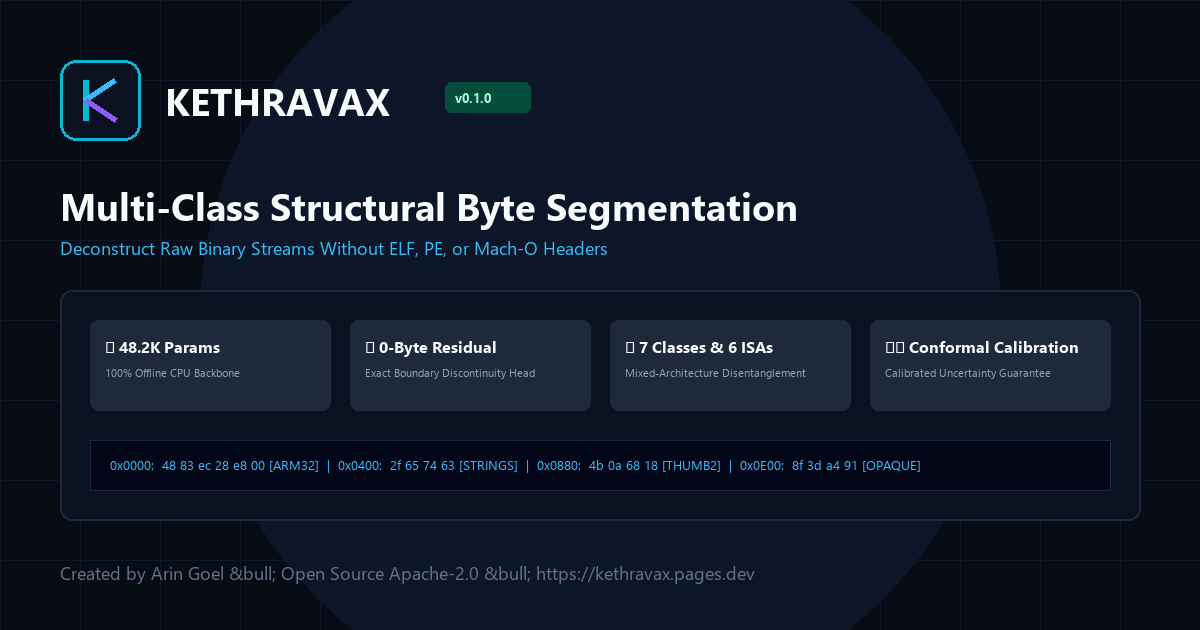 KETHRAVAX
v0.1.0
Multi-Class Structural Byte Segmentation
Deconstruct Raw Binary Streams Without ELF, PE, or Mach-O Headers
48.2K Params
100% Offline CPU Backbone
0-Byte Residual
Exact Boundary Discontinuity Head
7 Classes & 6 ISAs
Mixed-Architecture Disentanglement
Conformal Calibration
Calibrated Uncertainty Guarantee
0x0000: 48 83 ec 28 e8 00 [ARM32] | 0x0400: 2f 65 74 63 [STRINGS] | 0x0880: 4b 0a 68 18 [THUMB2] | 0x0E00: 8f 3d a4 91 [OPAQUE]
Created by Arin Goel &bull; Open Source Apache-2.0 &bull; https://kethravax.pages.dev